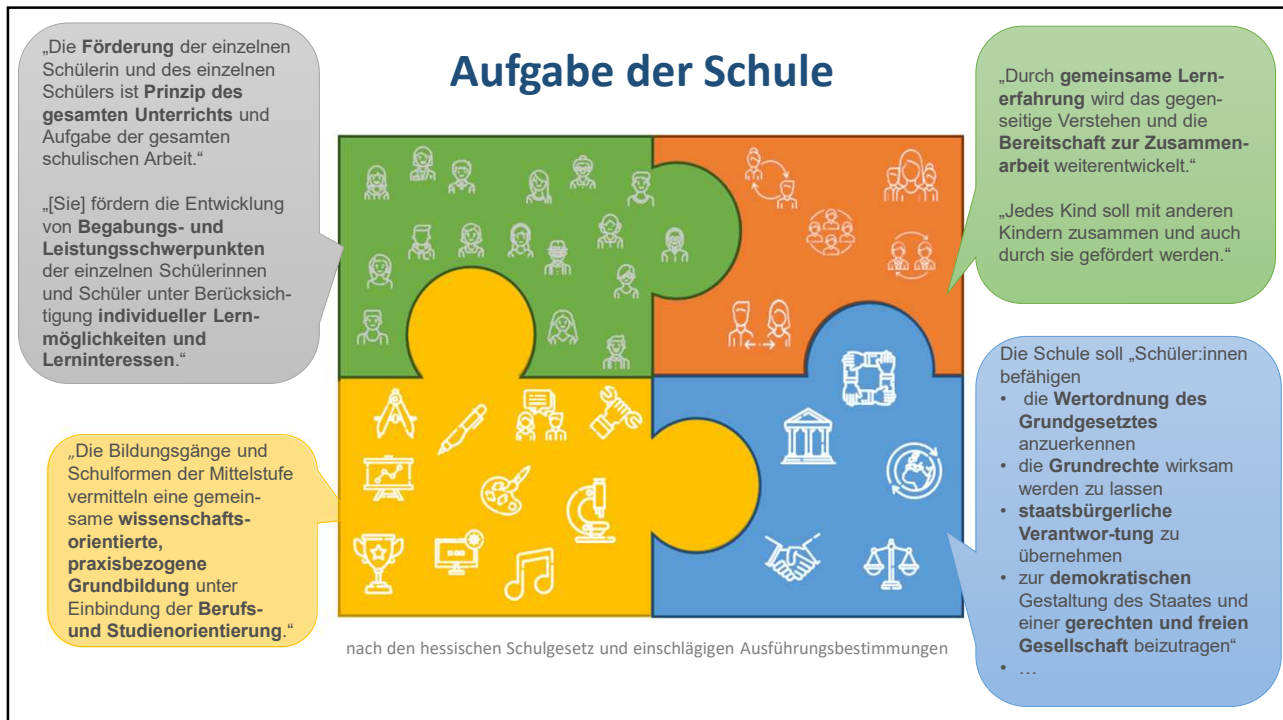 Aufgabe der Schule
„Die Förderung der einzelnen
Schülerin und des einzelnen
Schülers ist Prinzip des
gesamten Unterrichts und
Aufgabe der gesamten
schulischen Arbeit.“
„[Sie] fördern die Entwicklung
von Begabungs- und
Leistungsschwerpunkten
der einzelnen Schülerinnen
und Schüler unter Berücksich-
tigung individueller Lern-
möglichkeiten und
Lerninteressen.“
„Durch gemeinsame Lern-
erfahrung wird das gegen-
seitige Verstehen und die
Bereitschaft zur Zusammen-
arbeit weiterentwickelt.“
„Jedes Kind soll mit anderen
Kindern zusammen und auch
durch sie gefördert werden.“
„Die Bildungsgänge und
Schulformen der Mittelstufe
vermitteln eine gemein-
same wissenschafts-
orientierte,
praxisbezogene
Grundbildung unter
Einbindung der Berufs-
und Studienorientierung.“
Die Schule soll „Schüler:innen
befähigen
• die Wertordnung des
Grundgesetztes
anzuerkennen
• die Grundrechte wirksam
werden zu lassen
• staatsbürgerliche
Verantwor-tung zu
übernehmen
• zur demokratischen
Gestaltung des Staates und
einer gerechten und freien
Gesellschaft beizutragen“
• …
nach den hessischen Schulgesetz und einschlägigen Ausführungsbestimmungen